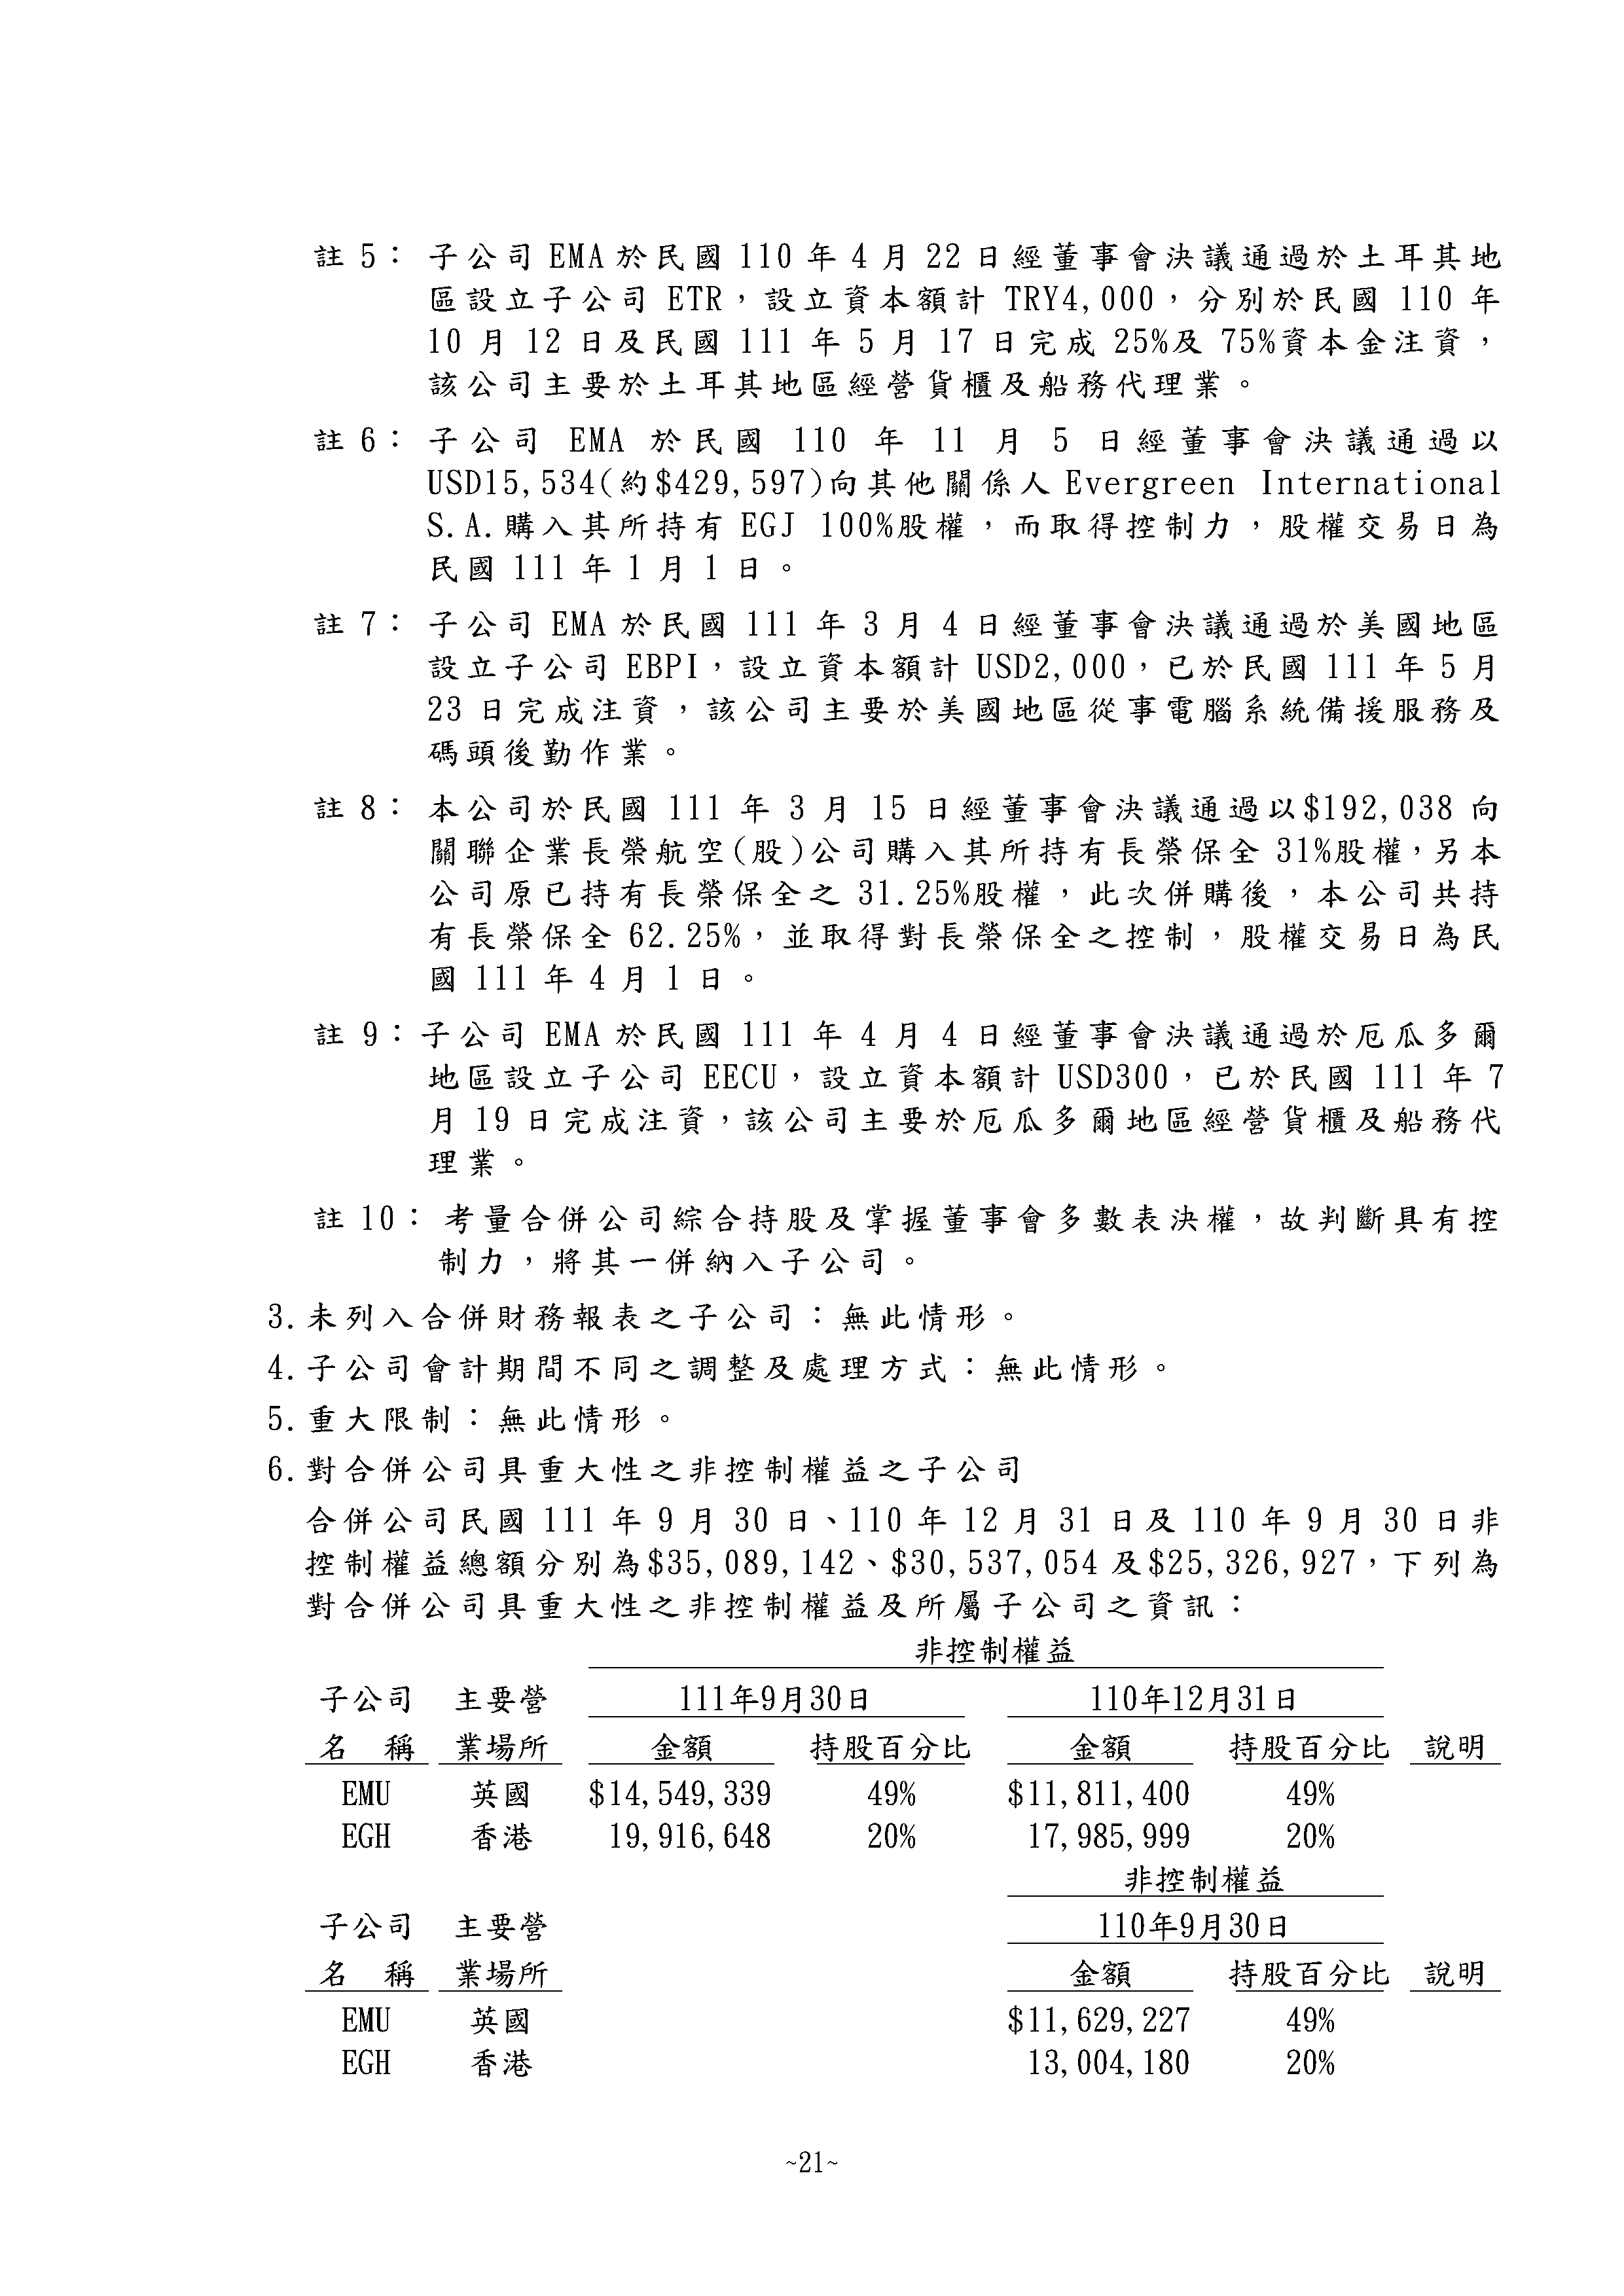 註 5： 子公司 EMA 於民國 110 年 4 月 22 日經董事會決議通過於土耳其地
區設立子公司 ETR，設立資本額計 TRY4,000，分別於民國 110 年
10 月 12 日及民國 111 年 5 月 17 日完成 25%及 75%資本金注資，
該公司主要於土耳其地區經營貨櫃及船務代理業。
註 6： 子公司 EMA 於民國 110 年 11 月 5 日經董事會決議通過以
USD15,534(約$429,597)向其他關係人 Evergreen International
S.A.購入其所持有 EGJ 100%股權，而取得控制力，股權交易日為
民國 111 年 1 月 1 日。
註 7： 子公司 EMA 於民國 111 年 3 月 4 日經董事會決議通過於美國地區
設立子公司 EBPI，設立資本額計 USD2,000，已於民國 111 年 5 月
23 日完成注資，該公司主要於美國地區從事電腦系統備援服務及
碼頭後勤作業。
註 8： 本公司於民國 111 年 3 月 15 日經董事會決議通過以$192,038 向
關聯企業長榮航空(股)公司購入其所持有長榮保全 31%股權，另本
公司原已持有長榮保全之 31.25%股權，此次併購後，本公司共持
有長榮保全 62.25%，並取得對長榮保全之控制，股權交易日為民
國 111 年 4 月 1 日。
註 9：子公司 EMA 於民國 111 年 4 月 4 日經董事會決議通過於厄瓜多爾
地區設立子公司 EECU，設立資本額計 USD300，已於民國 111 年 7
月 19 日完成注資，該公司主要於厄瓜多爾地區經營貨櫃及船務代
理業。
註 10： 考量合併公司綜合持股及掌握董事會多數表決權，故判斷具有控
制力，將其一併納入子公司。
3.未列入合併財務報表之子公司：無此情形。
4.子公司會計期間不同之調整及處理方式：無此情形。
5.重大限制：無此情形。
6.對合併公司具重大性之非控制權益之子公司
合併公司民國 111 年 9 月 30 日、110 年 12 月 31 日及 110 年 9 月 30 日非
控制權益總額分別為$35,089,142、$30,537,054 及$25,326,927，下列為
對合併公司具重大性之非控制權益及所屬子公司之資訊：
非控制權益
子公司 主要營 111年9月30日 110年12月31日
名 稱 業場所 金額 持股百分比 金額 持股百分比 說明
EMU 英國 $14,549,339 49% $11,811,400 49%
EGH 香港 19,916,648 20% 17,985,999 20%
非控制權益
子公司 主要營 110年9月30日
名 稱 業場所 金額 持股百分比 說明
EMU 英國 $11,629,227 49%
EGH 香港 13,004,180 20%
~21~